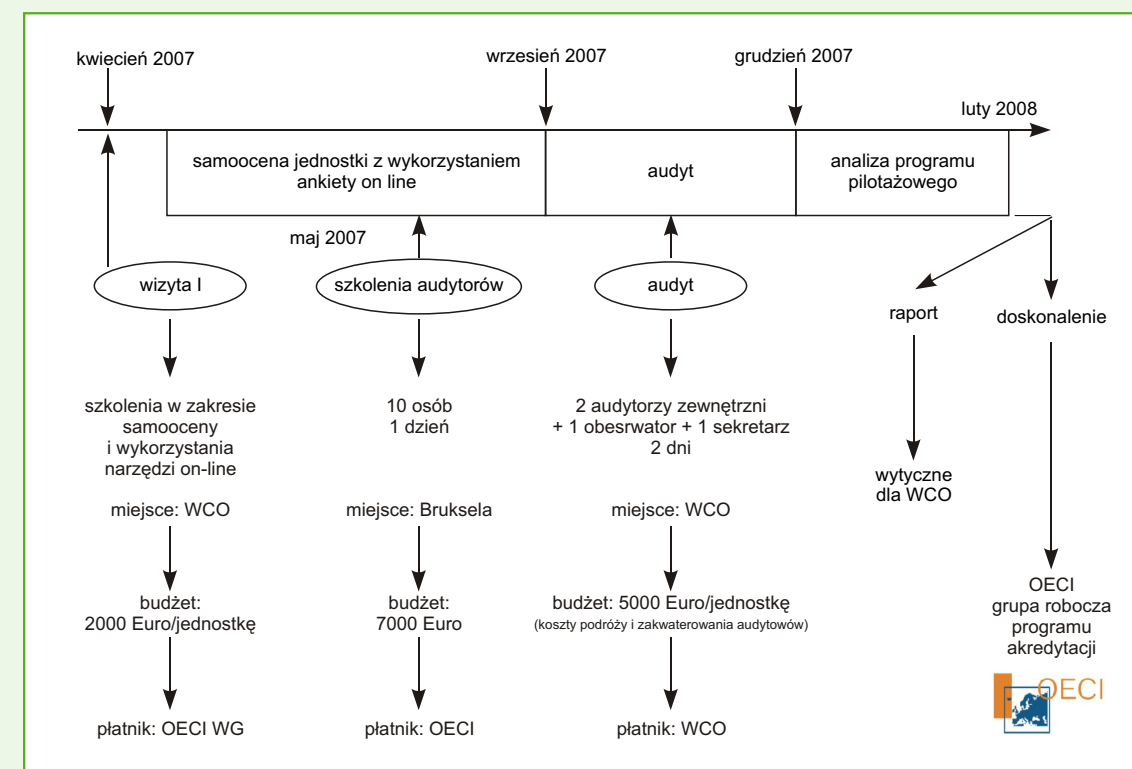 kwiecień 2007
wrzesień 2007
grudzień 2007
luty 2008
samoocena jednostki z wykorzystaniem
ankiety on line
audyt
analiza programu
pilotażowego
maj 2007
wizyta I
szkolenia audytorów
audyt
raport
doskonalenie
szkolenia w zakresie
samooceny
i wykorzystania
narzędzi on-line
miejsce: WCO
budżet:
2000 Euro/jednostkę
płatnik: OECI WG
10 osób
1 dzień
miejsce: Bruksela
budżet:
7000 Euro
płatnik: OECI
2 audytorzy zewnętrzni
+ 1 obesrwator + 1 sekretarz
2 dni
miejsce: WCO
budżet: 5000 Euro/jednostkę
(koszty podróży i zakwaterowania audytowów)
płatnik: WCO
wytyczne
dla WCO
OECI
grupa robocza
programu
akredytacji
OECI